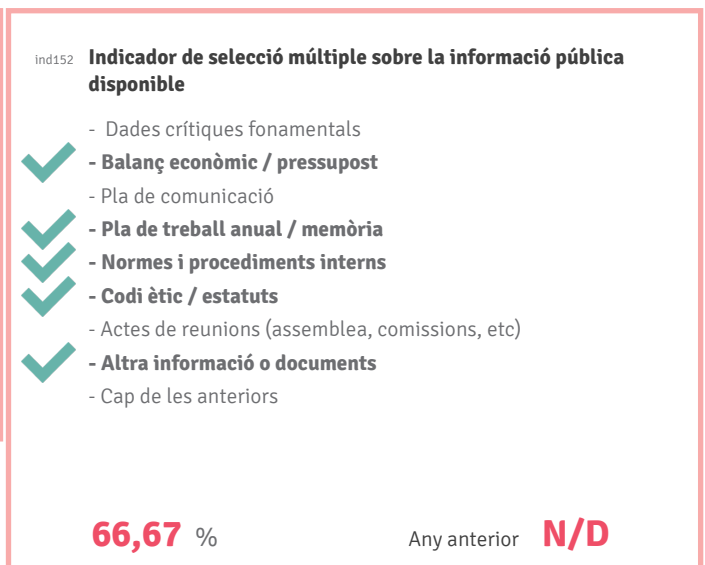 ind152 Indicador de selecció múltiple sobre la informació pública
disponible
- Dades crítiques fonamentals
- Balanç econòmic / pressupost
- Pla de comunicació
- Pla de treball anual / memòria
- Normes i procediments interns
- Codi ètic / estatuts
- Actes de reunions (assemblea, comissions, etc)
- Altra informació o documents
- Cap de les anteriors
66,67 % Any anterior N/D